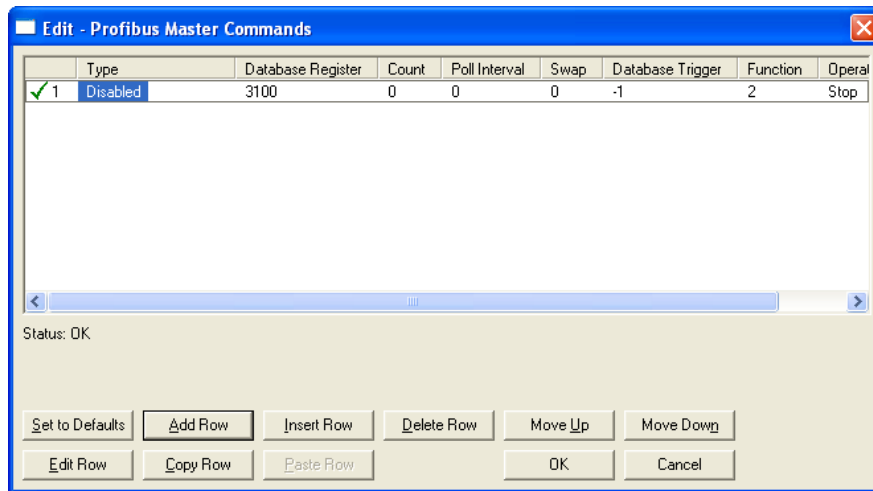 Edit - Profibus Master Commands
Type Database Register Count Poll Interval Swap Database Trigger Function Operal
1 Disabled 3100 0 0 0 -1 2 Stop
Status: OK
Set to Defaults Add Row Insert Row Delete Row Move Up Move Down
Edit Row Copy Row Paste Row OK Cancel